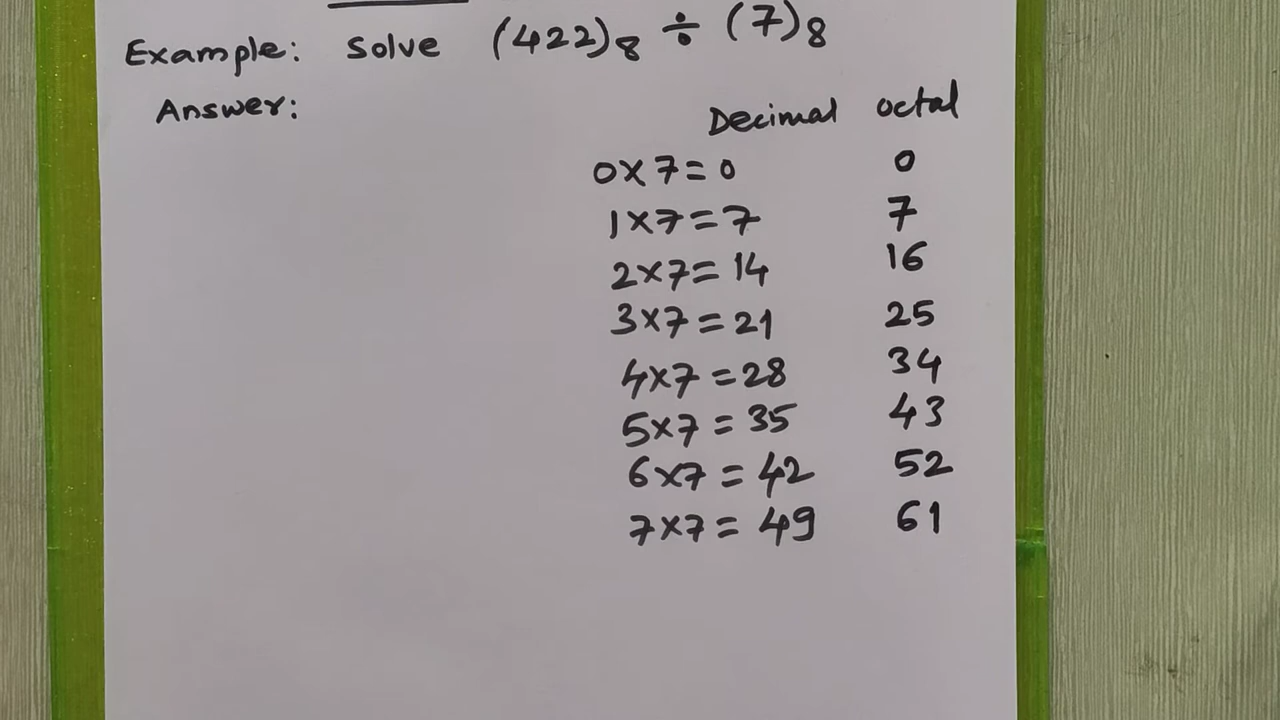 Example: Solve (422)₈ ÷ (7)₈
Answer:
Decimal octal
0×7=0 0
1×7=7 7
2×7=14 16
3×7=21 25
4×7=28 34
5×7=35 43
6×7=42 52
7×7=49 61